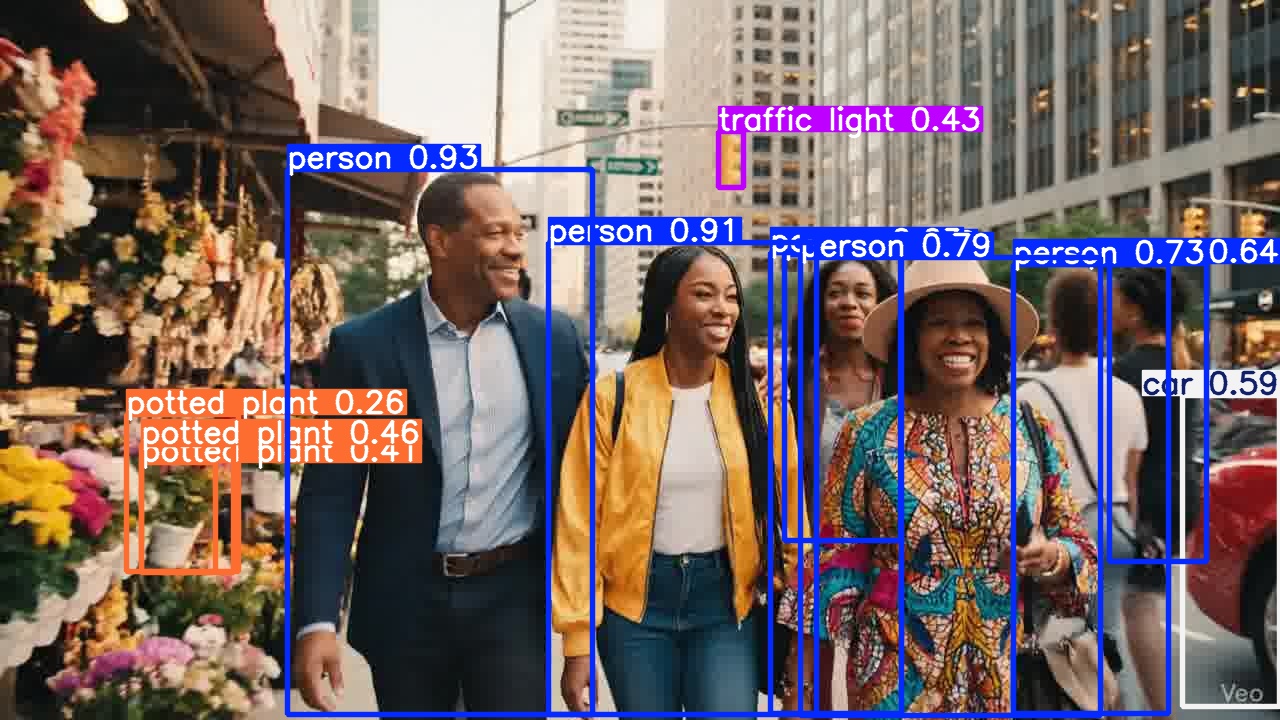 traffic light 0.43
person 0.93
person 0.91
person 0.79
person 0.73
0.64
car 0.59
potted plant 0.26
potted plant 0.46
potted plant 0.41
Veo